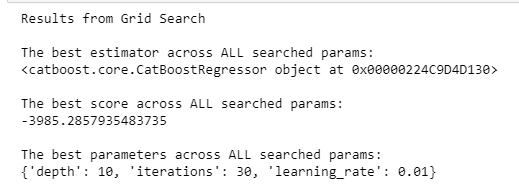 Results from Grid Search
The best estimator across ALL searched params:
<catboost.core.CatBoostRegressor object at 0x00000224C9D4D130>
The best score across ALL searched params:
-3985.2857935483735
The best parameters across ALL searched params:
{'depth': 10, 'iterations': 30, 'learning_rate': 0.01}